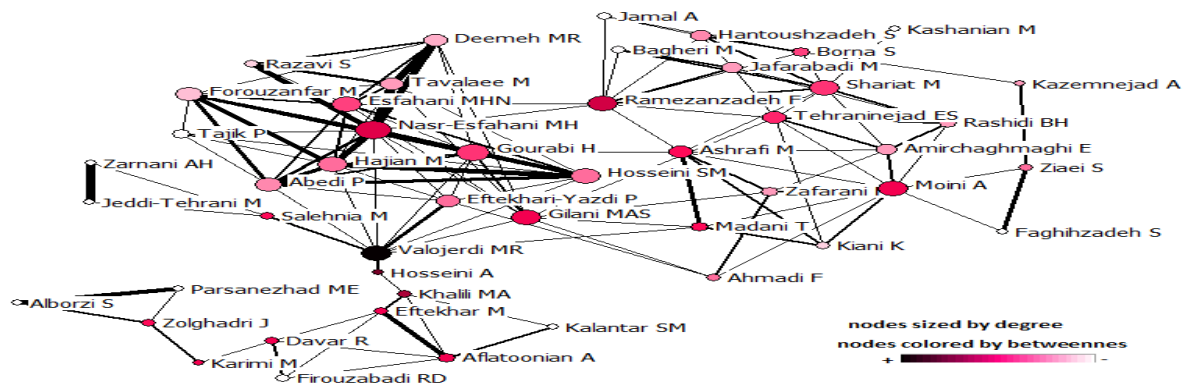 Jamal A
Kashanian M
Hantoushzadeh S
Deemeh MR
Bagheri M
Borna S
Razavi S
Jafarabadi M
Tavalaee M
Shariat M
Kazemnejad A
Forouzanfar M
Esfahani MHN
Ramezanzadeh F
Tehraninejad ES
Rashidi BH
Tajik P
Nasr-Esfahani MH
Gourabi H
Ashrafi M
Amirchaghmaghi E
Zarnani AH
Hajian M
Hosseini SM
Ziaei S
Abedi P
Zafarani
Moini A
Jeddi-Tehrani M
Eftekhari-Yazdi P
Salehnia M
Gilani MAS
Madani T
Faghihzadeh S
Valojerdi MR
Kiani K
Hosseini A
Ahmadi F
Parsanezhad ME
Khalili MA
Alborzi S
Eftekhar M
Zolghadri J
Kalantar SM
nodes sized by degree
Davar R
nodes colored by betweennes
Karimi M
Aflatoonian A
+ -
Firouzabadi RD